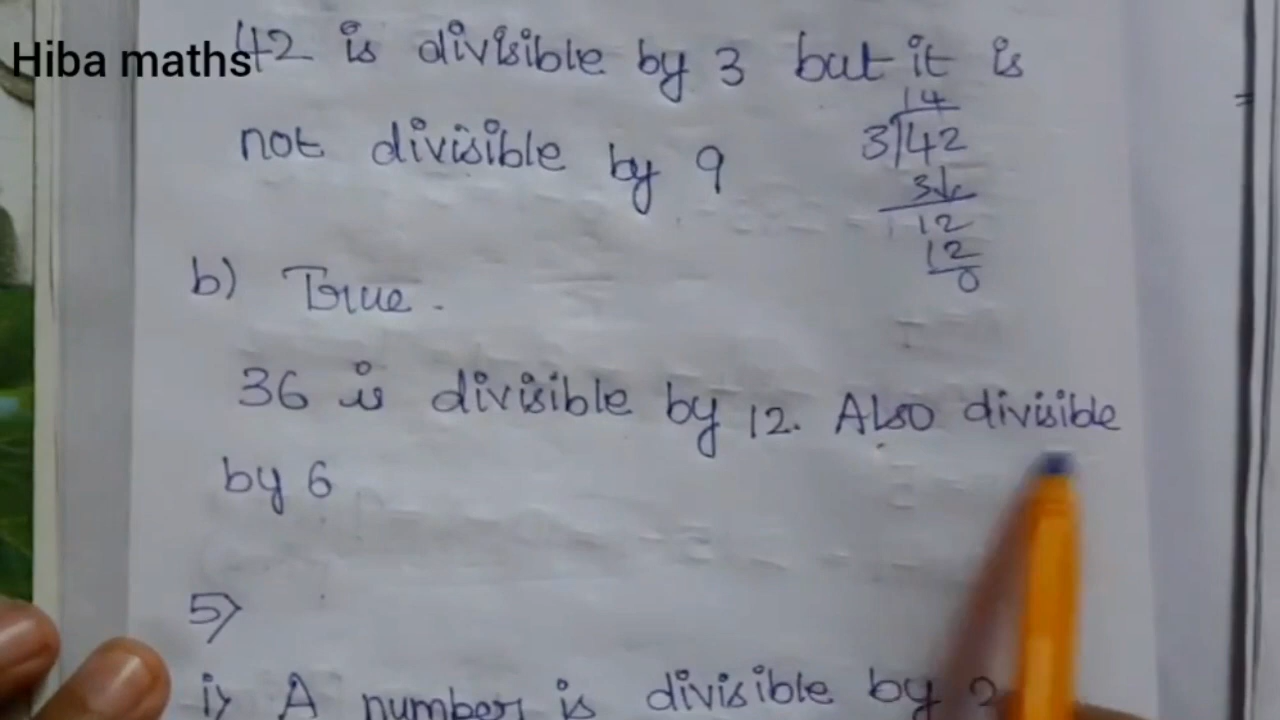 Hiba maths
42 is divisible by 3 but it is
not divisible by 9
14
3)42
3↓
12
12
0
b) True.
36 is divisible by 12. Also divisible
by 6
5)
i) A number is divisible by 2